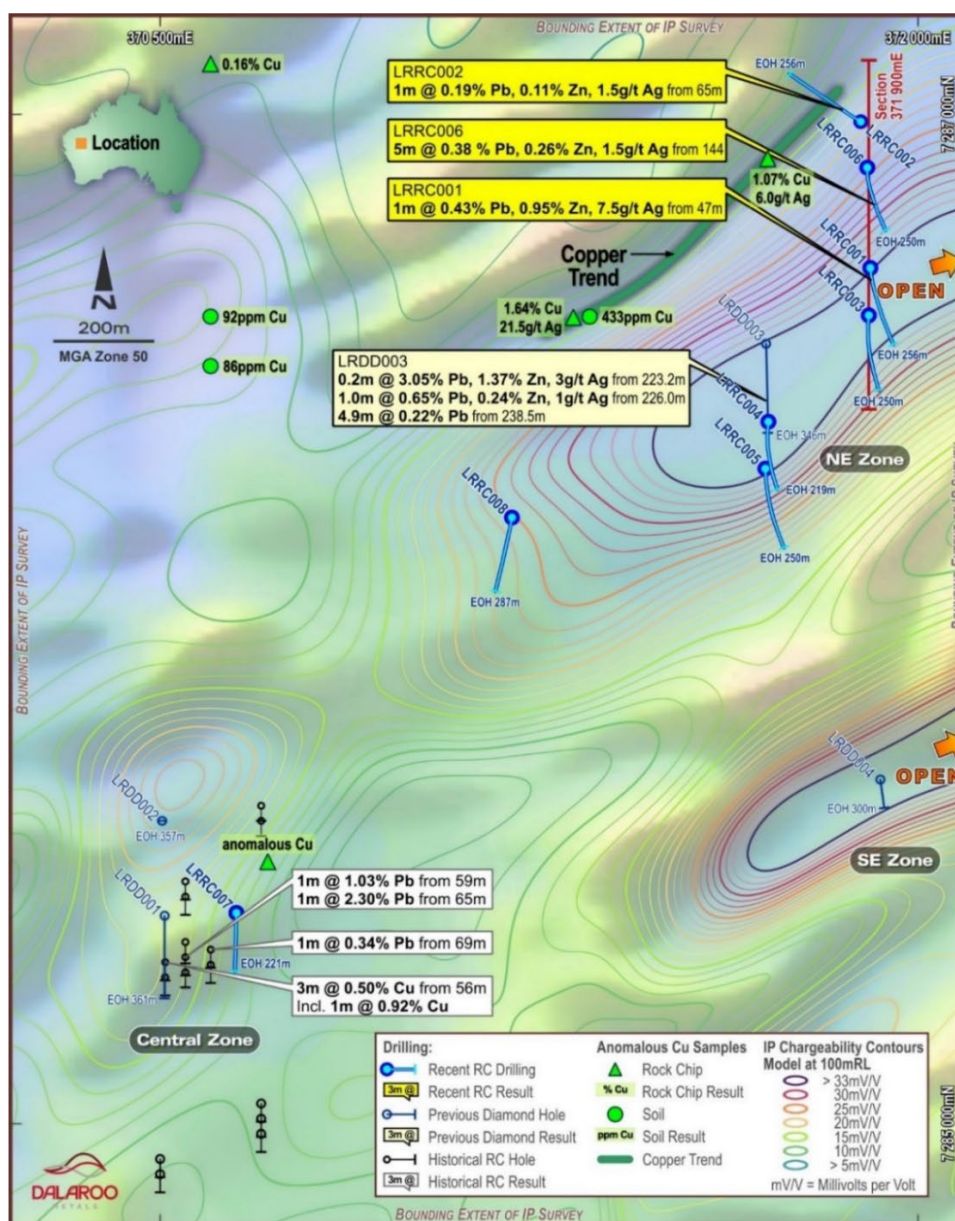 BOUNDING EXTENT OF IP SURVEY
370 500mE
372 000mE
0.16% Cu
EOH 256m
LRRC002
1m @ 0.19% Pb, 0.11% Zn, 1.5g/t Ag from 65m
Section
371 900mE
7 287 000mN
Location
LRRC006
5m @ 0.38 % Pb, 0.26% Zn, 1.5g/t Ag from 144
LRRC002
LRRC006
1.07% Cu
6.0g/t Ag
LRRC001
1m @ 0.43% Pb, 0.95% Zn, 7.5g/t Ag from 47m
EOH 250m
N
200m
MGA Zone 50
Copper
Trend
LRRC001
OPEN
LRRC003
92ppm Cu
1.64% Cu
21.5g/t Ag
433ppm Cu
LRDD003
EOH 256m
86ppm Cu
LRDD003
0.2m @ 3.05% Pb, 1.37% Zn, 3g/t Ag from 223.2m
1.0m @ 0.65% Pb, 0.24% Zn, 1g/t Ag from 226.0m
4.9m @ 0.22% Pb from 238.5m
EOH 250m
LRRC004
EOH 346m
LRRC005
NE Zone
LRRC008
EOH 219m
EOH 250m
EOH 287m
BOUNDING EXTENT OF IP SURVEY
LRDD004
OPEN
EOH 300m
LRDD002
EOH 357m
anomalous Cu
SE Zone
LRDD001
LRRC007
1m @ 1.03% Pb from 59m
1m @ 2.30% Pb from 65m
1m @ 0.34% Pb from 69m
EOH 221m
3m @ 0.50% Cu from 56m
Incl. 1m @ 0.92% Cu
EOH 361m
Central Zone
Drilling:
Recent RC Drilling
3m @
Recent RC Result
Previous Diamond Hole
3m @
Previous Diamond Result
Historical RC Hole
3m @
Historical RC Result
Anomalous Cu Samples
Rock Chip
% Cu
Rock Chip Result
Soil
ppm Cu
Soil Result
Copper Trend
IP Chargeability Contours
Model at 100mRL
> 33mV/V
30mV/V
25mV/V
20mV/V
15mV/V
10mV/V
> 5mV/V
mV/V = Millivolts per Volt
7 285 000mN
DALAROO
METALS
BOUNDING EXTENT OF IP SURVEY